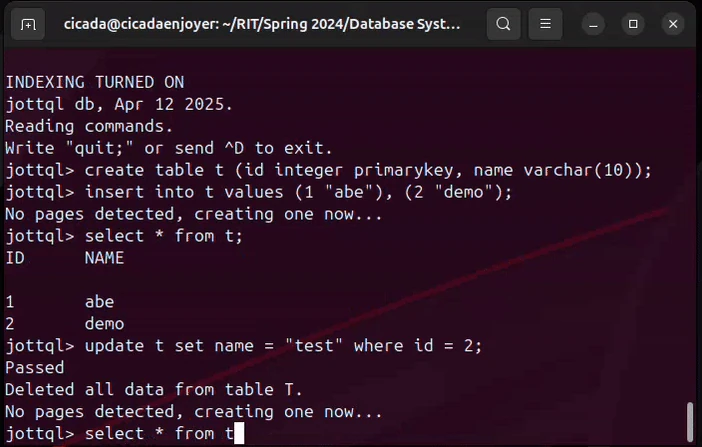 cicada@cicadaenjoyer: ~/RIT/Spring 2024/Database Syst...
INDEXING TURNED ON
jottql db, Apr 12 2025.
Reading commands.
Write "quit;" or send ^D to exit.
jottql> create table t (id integer primarykey, name varchar(10));
jottql> insert into t values (1 "abe"), (2 "demo");
No pages detected, creating one now...
jottql> select * from t;
ID      NAME
1       abe
2       demo
jottql> update t set name = "test" where id = 2;
Passed
Deleted all data from table T.
No pages detected, creating one now...
jottql> select * from t